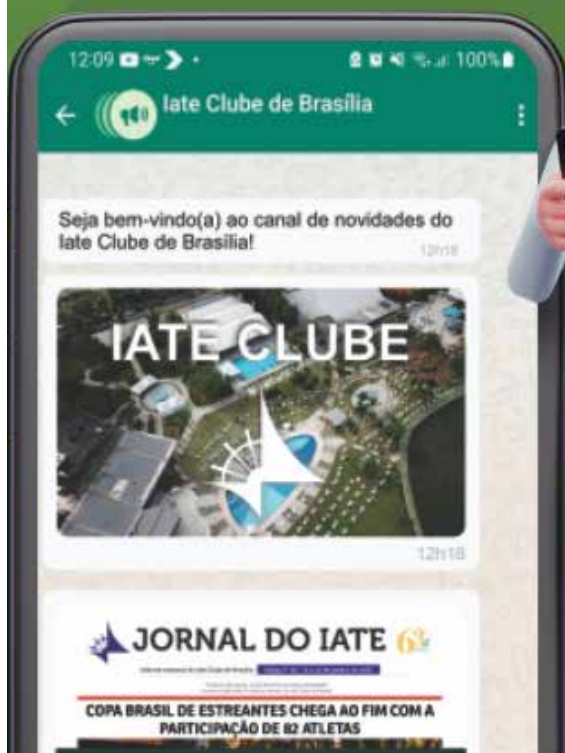 12:09
100%
Iate Clube de Brasília
Seja bem-vindo(a) ao canal de novidades do
Iate Clube de Brasília!
12h18
IATE CLUBE
12h18
JORNAL DO IATE 63
COPA BRASIL DE ESTREANTES CHEGA AO FIM COM A
PARTICIPAÇÃO DE 82 ATLETAS